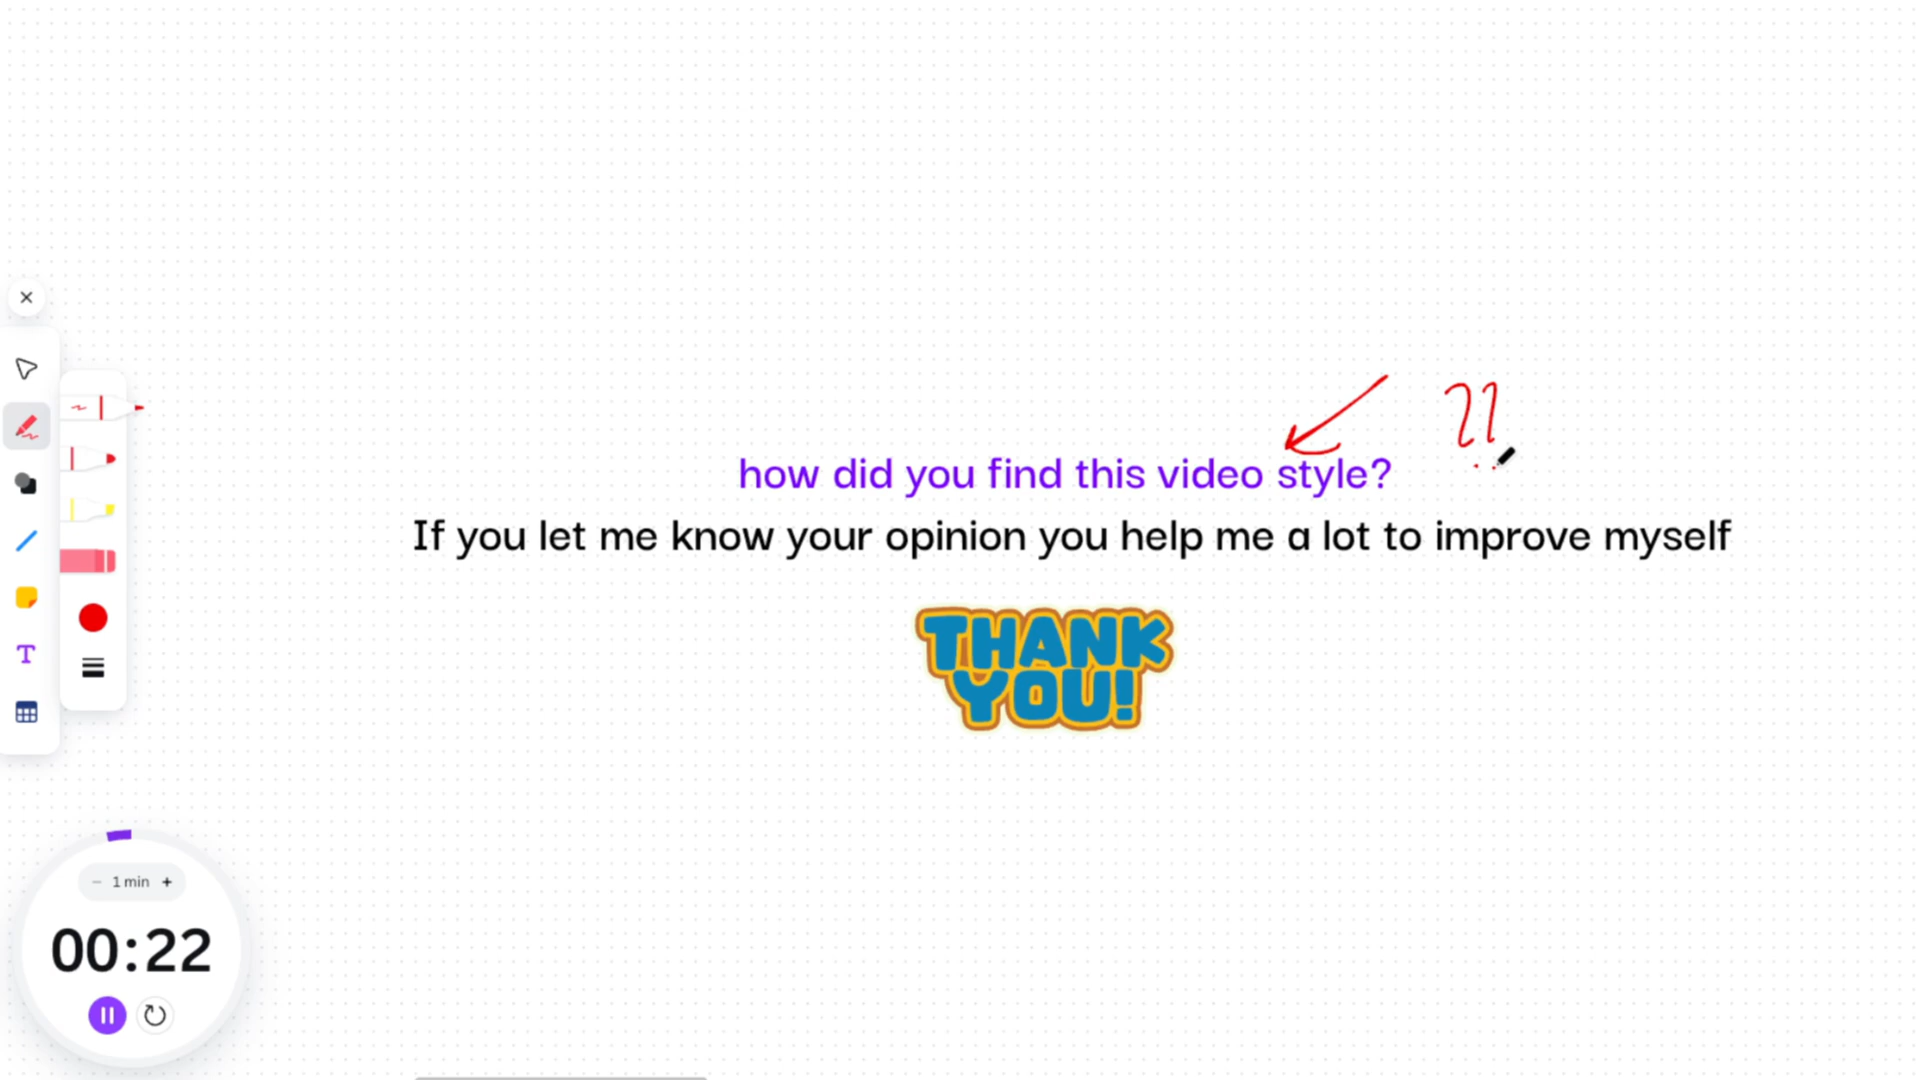 ??
how did you find this video style?
If you let me know your opinion you help me a lot to improve myself
THANK
YOU!
T
− 1 min +
00:22